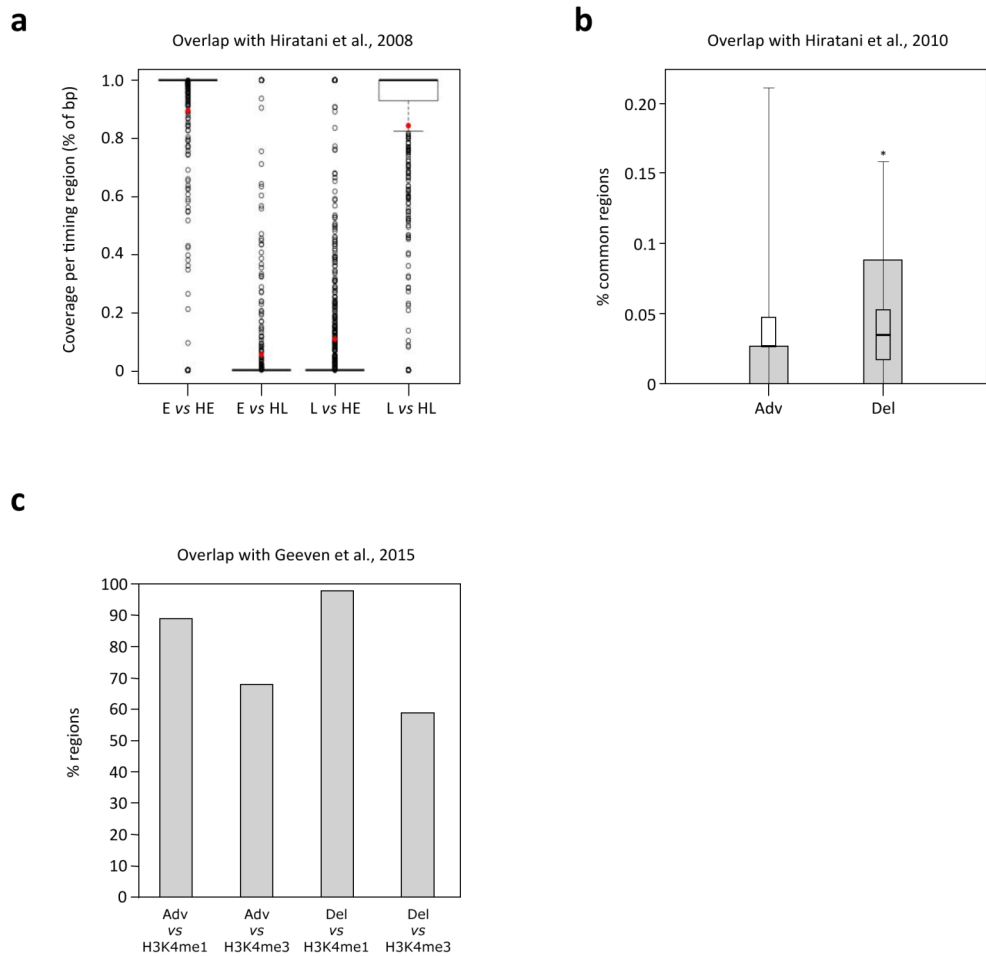 a
Overlap with Hiratani et al., 2008
Coverage per timing region (% of bp)
1.0
0.8
0.6
0.4
0.2
0
E vs HE
E vs HL
L vs HE
L vs HL
b
Overlap with Hiratani et al., 2010
% common regions
0.20
0.15
0.1
0.05
0
*
Adv
Del
c
Overlap with Geeven et al., 2015
% regions
100
90
80
70
60
50
40
30
20
10
0
Adv
vs
H3K4me1
Adv
vs
H3K4me3
Del
vs
H3K4me1
Del
vs
H3K4me3